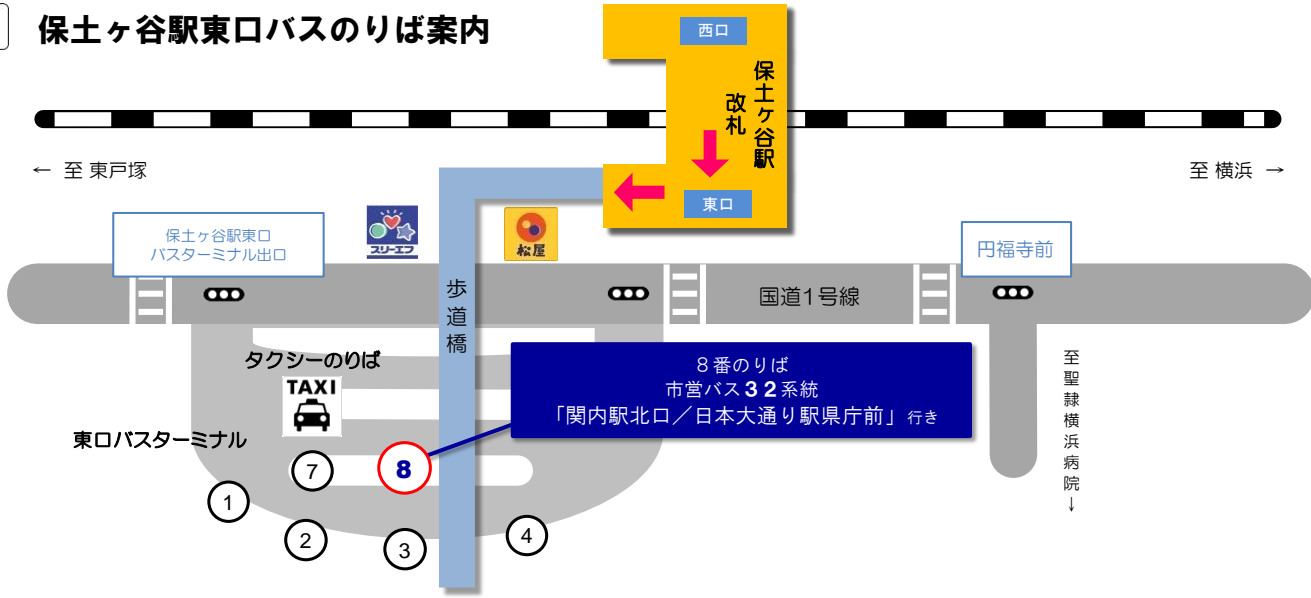 保土ヶ谷駅東口バスのりば案内
西口
保土ヶ谷駅
改札
← 至 東戸塚
至 横浜 →
東口
保土ヶ谷駅東口
バスターミナル出口
スリーエフ
松屋
円福寺前
歩道橋
国道1号線
タクシーのりば
TAXI
8番のりば
市営バス32系統
「関内駅北口／日本大通り駅県庁前」行き
至聖隷横浜病院↓
東口バスターミナル
7
8
1
2
3
4